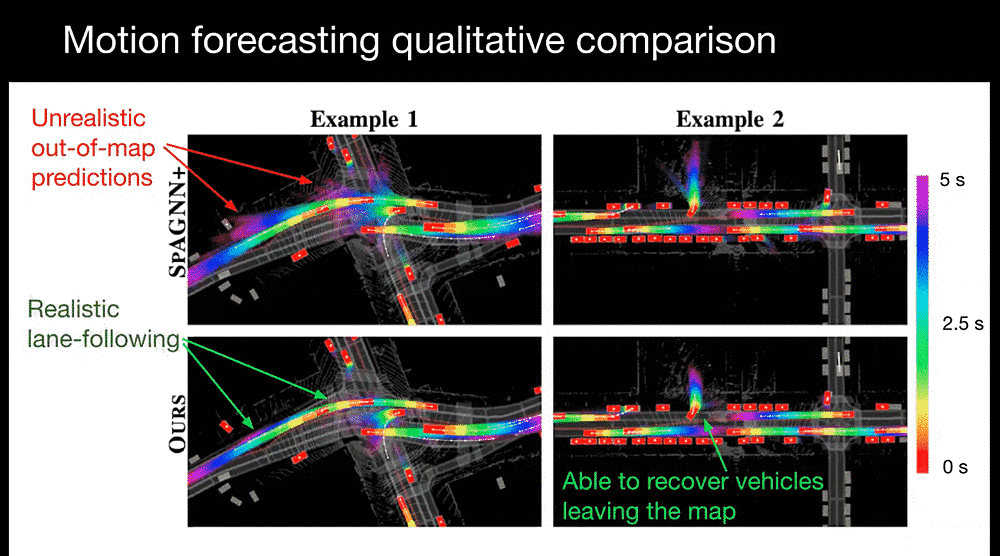 Motion forecasting qualitative comparison
Unrealistic
out-of-map
predictions
Example 1
Example 2
SPAGNN+
5 s
2.5 s
0 s
Realistic
lane-following
OURS
Able to recover vehicles
leaving the map